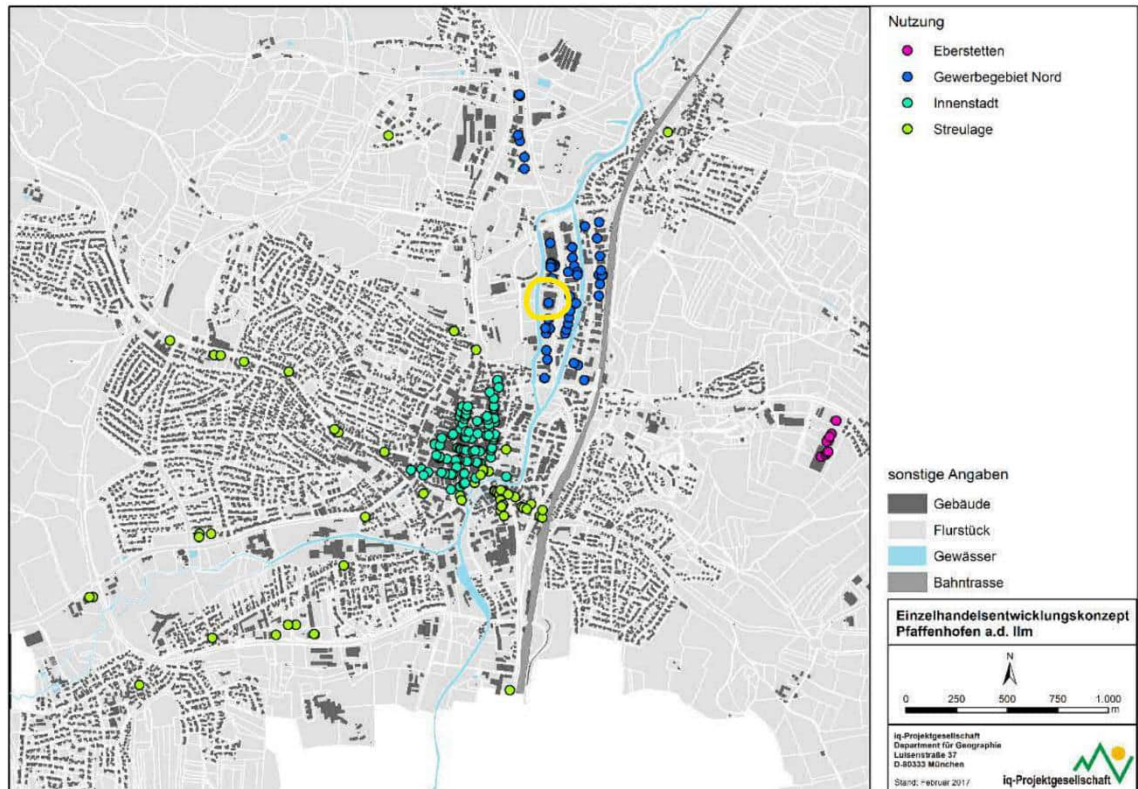 Nutzung
Eberstetten
Gewerbegebiet Nord
Innenstadt
Streulage
sonstige Angaben
Gebäude
Flurstück
Gewässer
Bahntrasse
Einzelhandelsentwicklungskonzept
Pfaffenhofen a.d. Ilm
N
0 250 500 750 1.000
m
iq-Projektgesellschaft
Department für Geographie
Luisenstraße 37
D-80333 München
Stand: Februar 2017
iq-Projektgesellschaft